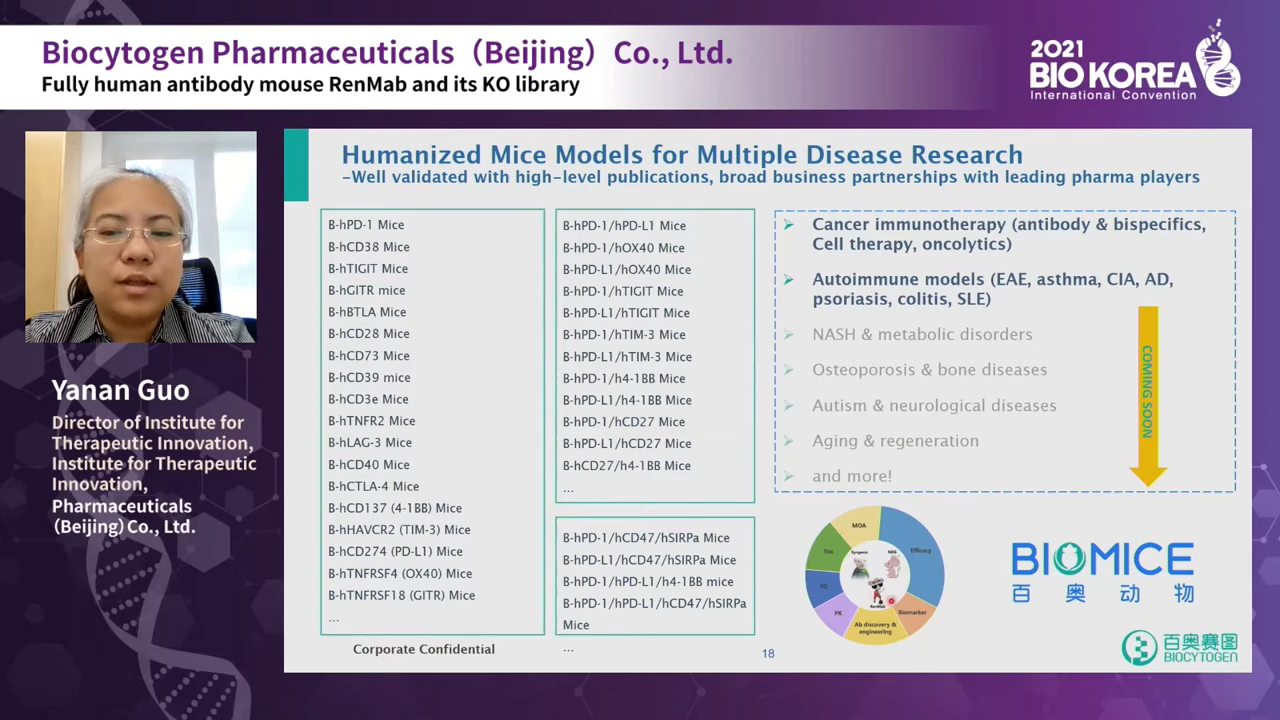 Biocytogen Pharmaceuticals（Beijing）Co., Ltd.
Fully human antibody mouse RenMab and its KO library
2021
BIO KOREA
International Convention
Yanan Guo
Director of Institute for
Therapeutic Innovation,
Institute for Therapeutic
Innovation,
Pharmaceuticals
（Beijing）Co., Ltd.
Humanized Mice Models for Multiple Disease Research
–Well validated with high-level publications, broad business partnerships with leading pharma players
B-hPD-1 Mice
B-hCD38 Mice
B-hTIGIT Mice
B-hGITR mice
B-hBTLA Mice
B-hCD28 Mice
B-hCD73 Mice
B-hCD39 mice
B-hCD3e Mice
B-hTNFR2 Mice
B-hLAG-3 Mice
B-hCD40 Mice
B-hCTLA-4 Mice
B-hCD137 (4-1BB) Mice
B-hHAVCR2 (TIM-3) Mice
B-hCD274 (PD-L1) Mice
B-hTNFRSF4 (OX40) Mice
B-hTNFRSF18 (GITR) Mice
...
B-hPD-1/hPD-L1 Mice
B-hPD-1/hOX40 Mice
B-hPD-L1/hOX40 Mice
B-hPD-1/hTIGIT Mice
B-hPD-L1/hTIGIT Mice
B-hPD-1/hTIM-3 Mice
B-hPD-L1/hTIM-3 Mice
B-hPD-1/h4-1BB Mice
B-hPD-L1/h4-1BB Mice
B-hPD-1/hCD27 Mice
B-hPD-L1/hCD27 Mice
B-hCD27/h4-1BB Mice
...
B-hPD-1/hCD47/hSIRPa Mice
B-hPD-L1/hCD47/hSIRPa Mice
B-hPD-1/hPD-L1/h4-1BB mice
B-hPD-1/hPD-L1/hCD47/hSIRPa
Mice
...
Cancer immunotherapy (antibody & bispecifics,
Cell therapy, oncolytics)
Autoimmune models (EAE, asthma, CIA, AD,
psoriasis, colitis, SLE)
NASH & metabolic disorders
Osteoporosis & bone diseases
Autism & neurological diseases
Aging & regeneration
and more!
COMING SOON
MOA
Efficacy
Biomarker
Ab discovery &
engineering
PK
PD
Tox
Syngenic
NDG
RenMab
BIOMICE
百奥动物
百奥赛图
BIOCYTOGEN
Corporate Confidential
18